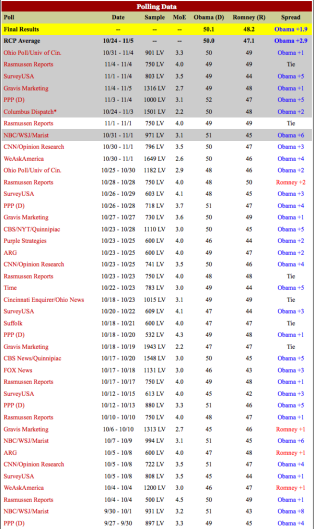 Polling Data
Poll Date Sample MoE Obama (D) Romney (R) Spread
Final Results -- -- -- 50.1 48.2 Obama +1.9
RCP Average 10/24 - 11/5 -- -- 50.0 47.1 Obama +2.9
Ohio Poll/Univ of Cin. 10/31 - 11/4 901 LV 3.3 50 49 Obama +1
Rasmussen Reports 11/4 - 11/4 750 LV 4.0 49 49 Tie
SurveyUSA 11/1 - 11/4 803 LV 3.5 49 44 Obama +5
Gravis Marketing 11/4 - 11/5 1316 LV 2.7 49 48 Obama +1
PPP (D) 11/3 - 11/4 1000 LV 3.1 52 47 Obama +5
Columbus Dispatch* 10/24 - 11/3 1501 LV 2.2 50 48 Obama +2
Rasmussen Reports 11/1 - 11/1 750 LV 4.0 49 49 Tie
NBC/WSJ/Marist 10/31 - 11/1 971 LV 3.1 51 45 Obama +6
CNN/Opinion Research 10/30 - 11/1 796 LV 3.5 50 47 Obama +3
WeAskAmerica 10/30 - 11/1 1649 LV 2.6 50 46 Obama +4
Ohio Poll/Univ of Cin. 10/25 - 10/30 1182 LV 2.9 48 46 Obama +2
Rasmussen Reports 10/28 - 10/28 750 LV 4.0 48 50 Romney +2
SurveyUSA 10/26 - 10/29 603 LV 4.1 48 45 Obama +3
PPP (D) 10/26 - 10/28 718 LV 3.7 51 47 Obama +4
Gravis Marketing 10/27 - 10/27 730 LV 3.6 50 49 Obama +1
CBS/NYT/Quinnipiac 10/23 - 10/28 1110 LV 3.0 50 45 Obama +5
Purple Strategies 10/23 - 10/25 600 LV 4.0 46 44 Obama +2
ARG 10/23 - 10/25 600 LV 4.0 49 47 Obama +2
CNN/Opinion Research 10/23 - 10/25 741 LV 3.5 50 46 Obama +4
Rasmussen Reports 10/23 - 10/23 750 LV 4.0 48 48 Tie
Time 10/22 - 10/23 783 LV 3.0 49 44 Obama +5
Cincinnati Enquirer/Ohio News 10/18 - 10/23 1015 LV 3.1 49 49 Tie
SurveyUSA 10/20 - 10/22 609 LV 4.1 47 44 Obama +3
Suffolk 10/18 - 10/21 600 LV 4.0 47 47 Tie
PPP (D) 10/18 - 10/20 532 LV 4.3 49 48 Obama +1
Gravis Marketing 10/18 - 10/19 1943 LV 2.2 47 47 Tie
CBS News/Quinnipiac 10/17 - 10/20 1548 LV 3.0 50 45 Obama +5
FOX News 10/17 - 10/18 1131 LV 3.0 46 43 Obama +3
Rasmussen Reports 10/17 - 10/17 750 LV 4.0 49 48 Obama +1
SurveyUSA 10/12 - 10/15 613 LV 4.0 45 42 Obama +3
PPP (D) 10/12 - 10/13 880 LV 3.3 51 46 Obama +5
Rasmussen Reports 10/10 - 10/10 750 LV 4.0 48 47 Obama +1
Gravis Marketing 10/6 - 10/10 1313 LV 2.7 45 46 Romney +1
NBC/WSJ/Marist 10/7 - 10/9 994 LV 3.1 51 45 Obama +6
ARG 10/5 - 10/8 600 LV 4.0 47 48 Romney +1
CNN/Opinion Research 10/5 - 10/8 722 LV 3.5 51 47 Obama +4
SurveyUSA 10/5 - 10/8 808 LV 3.5 45 44 Obama +1
WeAskAmerica 10/4 - 10/4 1200 LV 3.0 46 47 Romney +1
Rasmussen Reports 10/4 - 10/4 500 LV 4.5 50 49 Obama +1
NBC/WSJ/Marist 9/30 - 10/1 931 LV 3.2 51 43 Obama +8
PPP (D) 9/27 - 9/30 897 LV 3.3 49 45 Obama +4